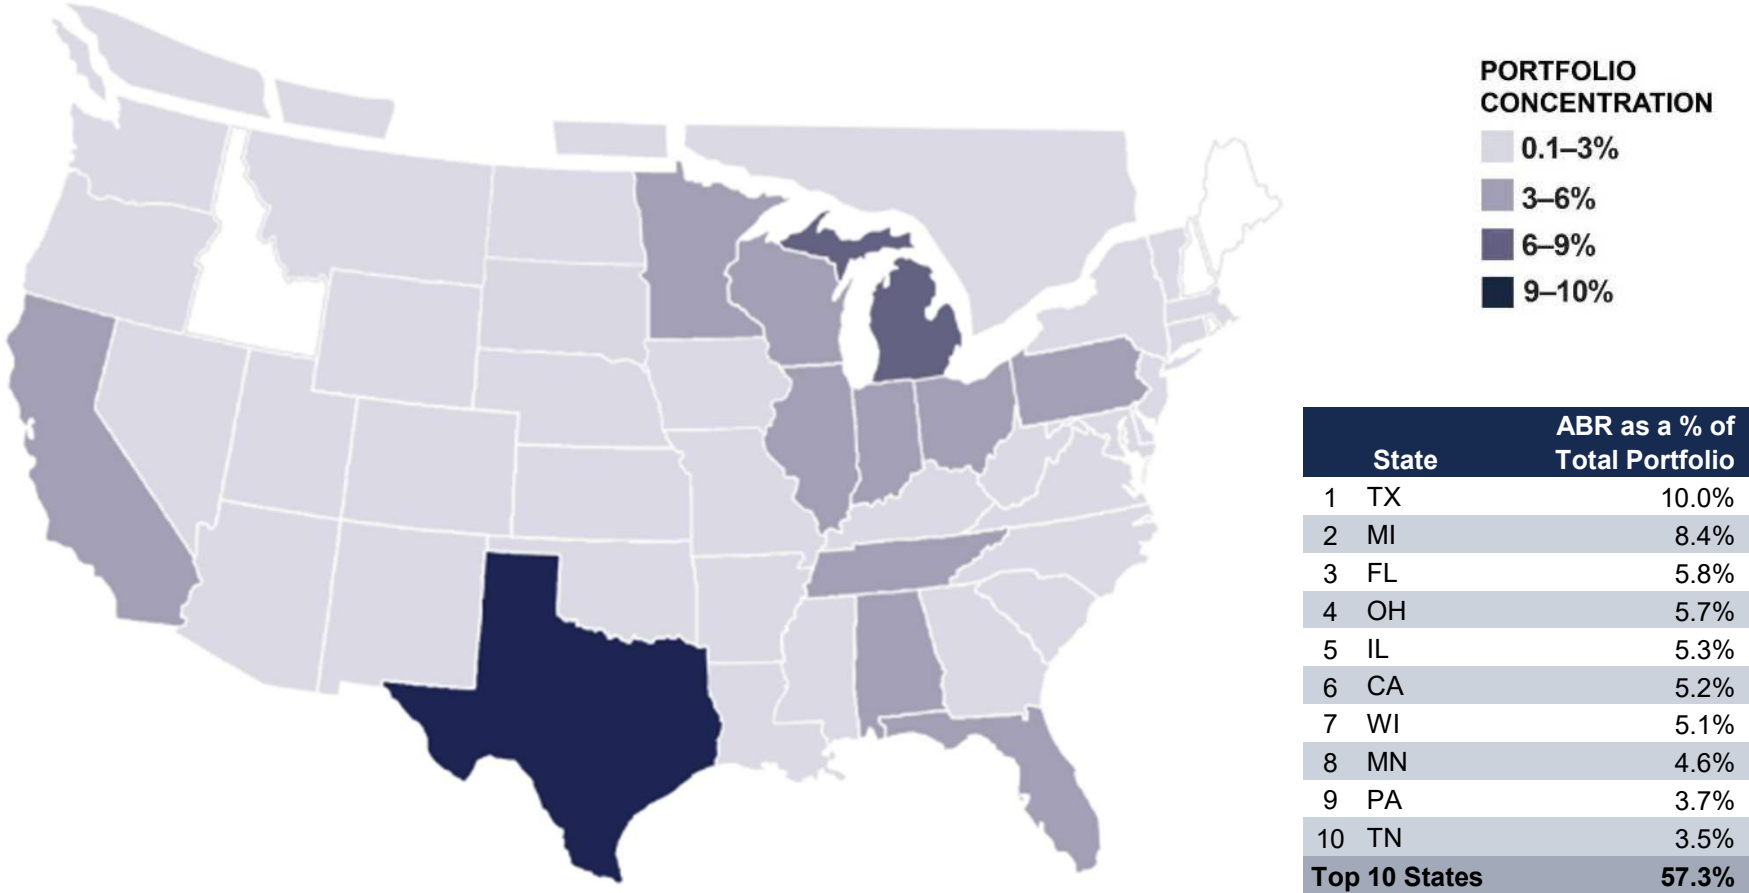 PORTFOLIO
CONCENTRATION
0.1–3%
3–6%
6–9%
9–10%
ABR as a % of
State Total Portfolio
1 TX 10.0%
2 MI 8.4%
3 FL 5.8%
4 OH 5.7%
5 IL 5.3%
6 CA 5.2%
7 WI 5.1%
8 MN 4.6%
9 PA 3.7%
10 TN 3.5%
Top 10 States 57.3%